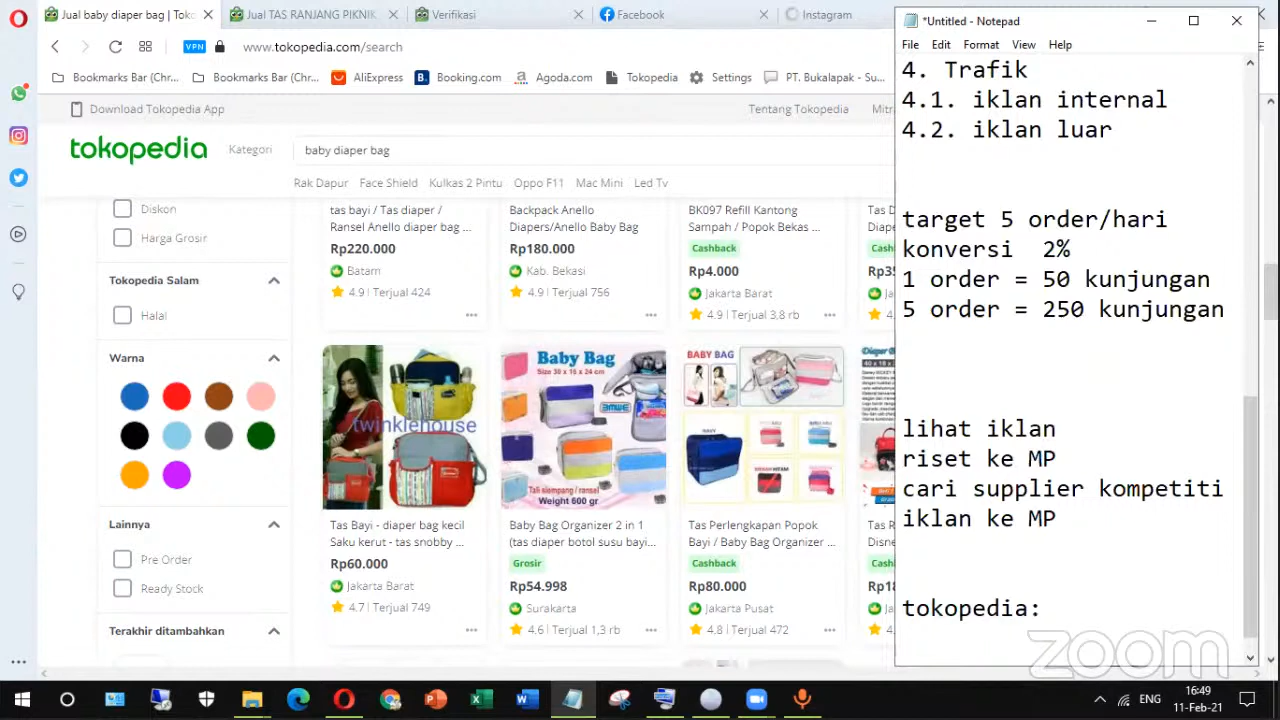 Jual baby diaper bag | Toko
Jual TAS RANJANG PIKNIK
Verifikasi
Facebook
Instagram
VPN
www.tokopedia.com/search
Bookmarks Bar (Chr...
Bookmarks Bar (Chr...
AliExpress
Booking.com
Agoda.com
Tokopedia
Settings
PT. Bukalapak - Su...
Download Tokopedia App
Tentang Tokopedia
Mitra
tokopedia
Kategori
baby diaper bag
Rak Dapur
Face Shield
Kulkas 2 Pintu
Oppo F11
Mac Mini
Led Tv
Diskon
Harga Grosir
Tokopedia Salam
Halal
Warna
Lainnya
Pre Order
Ready Stock
Terakhir ditambahkan
tas bayi / Tas diaper /
Ransel Anello diaper bag ...
Rp220.000
Batam
4.9 | Terjual 424
Backpack Anello
Diapers/Anello Baby Bag
Rp180.000
Kab. Bekasi
4.9 | Terjual 756
BK097 Refill Kantong
Sampah / Popok Bekas ...
Cashback
Rp4.000
Jakarta Barat
4.9 | Terjual 3,8 rb
twinklehouse
Tas Bayi - diaper bag kecil
Saku kerut - tas snobby ...
Rp60.000
Jakarta Barat
4.7 | Terjual 749
Baby Bag
Size 30 x 16 x 24 cm
Tali slempang / ransel
Weight 600 gr
Baby Bag Organizer 2 in 1
(tas diaper botol susu bayi...
Grosir
Rp54.998
Surakarta
4.6 | Terjual 1,3 rb
BABY BAG
NAVY
Tas Perlengkapan Popok
Bayi / Baby Bag Organizer ...
Cashback
Rp80.000
Jakarta Pusat
4.8 | Terjual 472
*Untitled - Notepad
File
Edit
Format
View
Help
4. Trafik
4.1. iklan internal
4.2. iklan luar
target 5 order/hari
konversi 2%
1 order = 50 kunjungan
5 order = 250 kunjungan
lihat iklan
riset ke MP
cari supplier kompetiti
iklan ke MP
tokopedia:
zoom
ENG
16:49
11-Feb-21